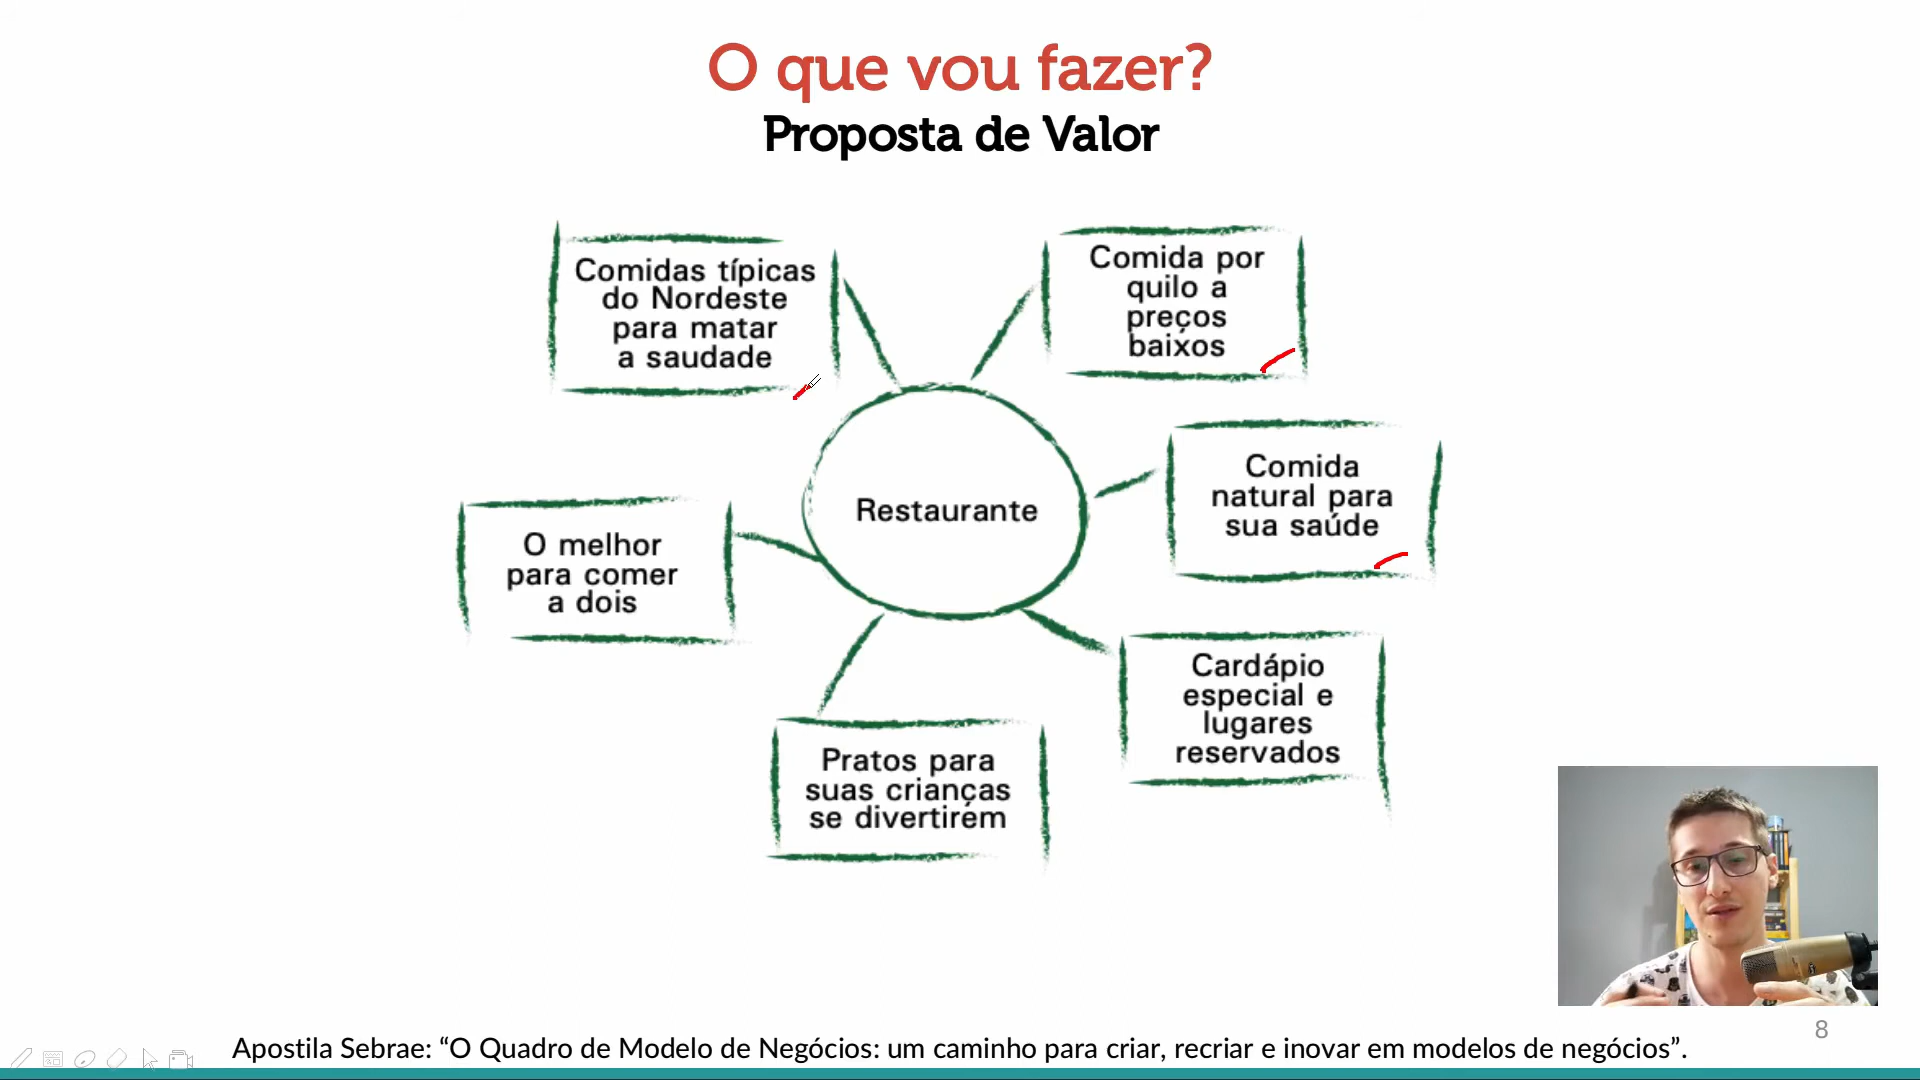 O que vou fazer?
Proposta de Valor
Comidas típicas
do Nordeste
para matar
a saudade
Comida por
quilo a
preços
baixos
Comida
natural para
sua saúde
Restaurante
O melhor
para comer
a dois
Cardápio
especial e
lugares
reservados
Pratos para
suas crianças
se divertirem
8
Apostila Sebrae: “O Quadro de Modelo de Negócios: um caminho para criar, recriar e inovar em modelos de negócios”.